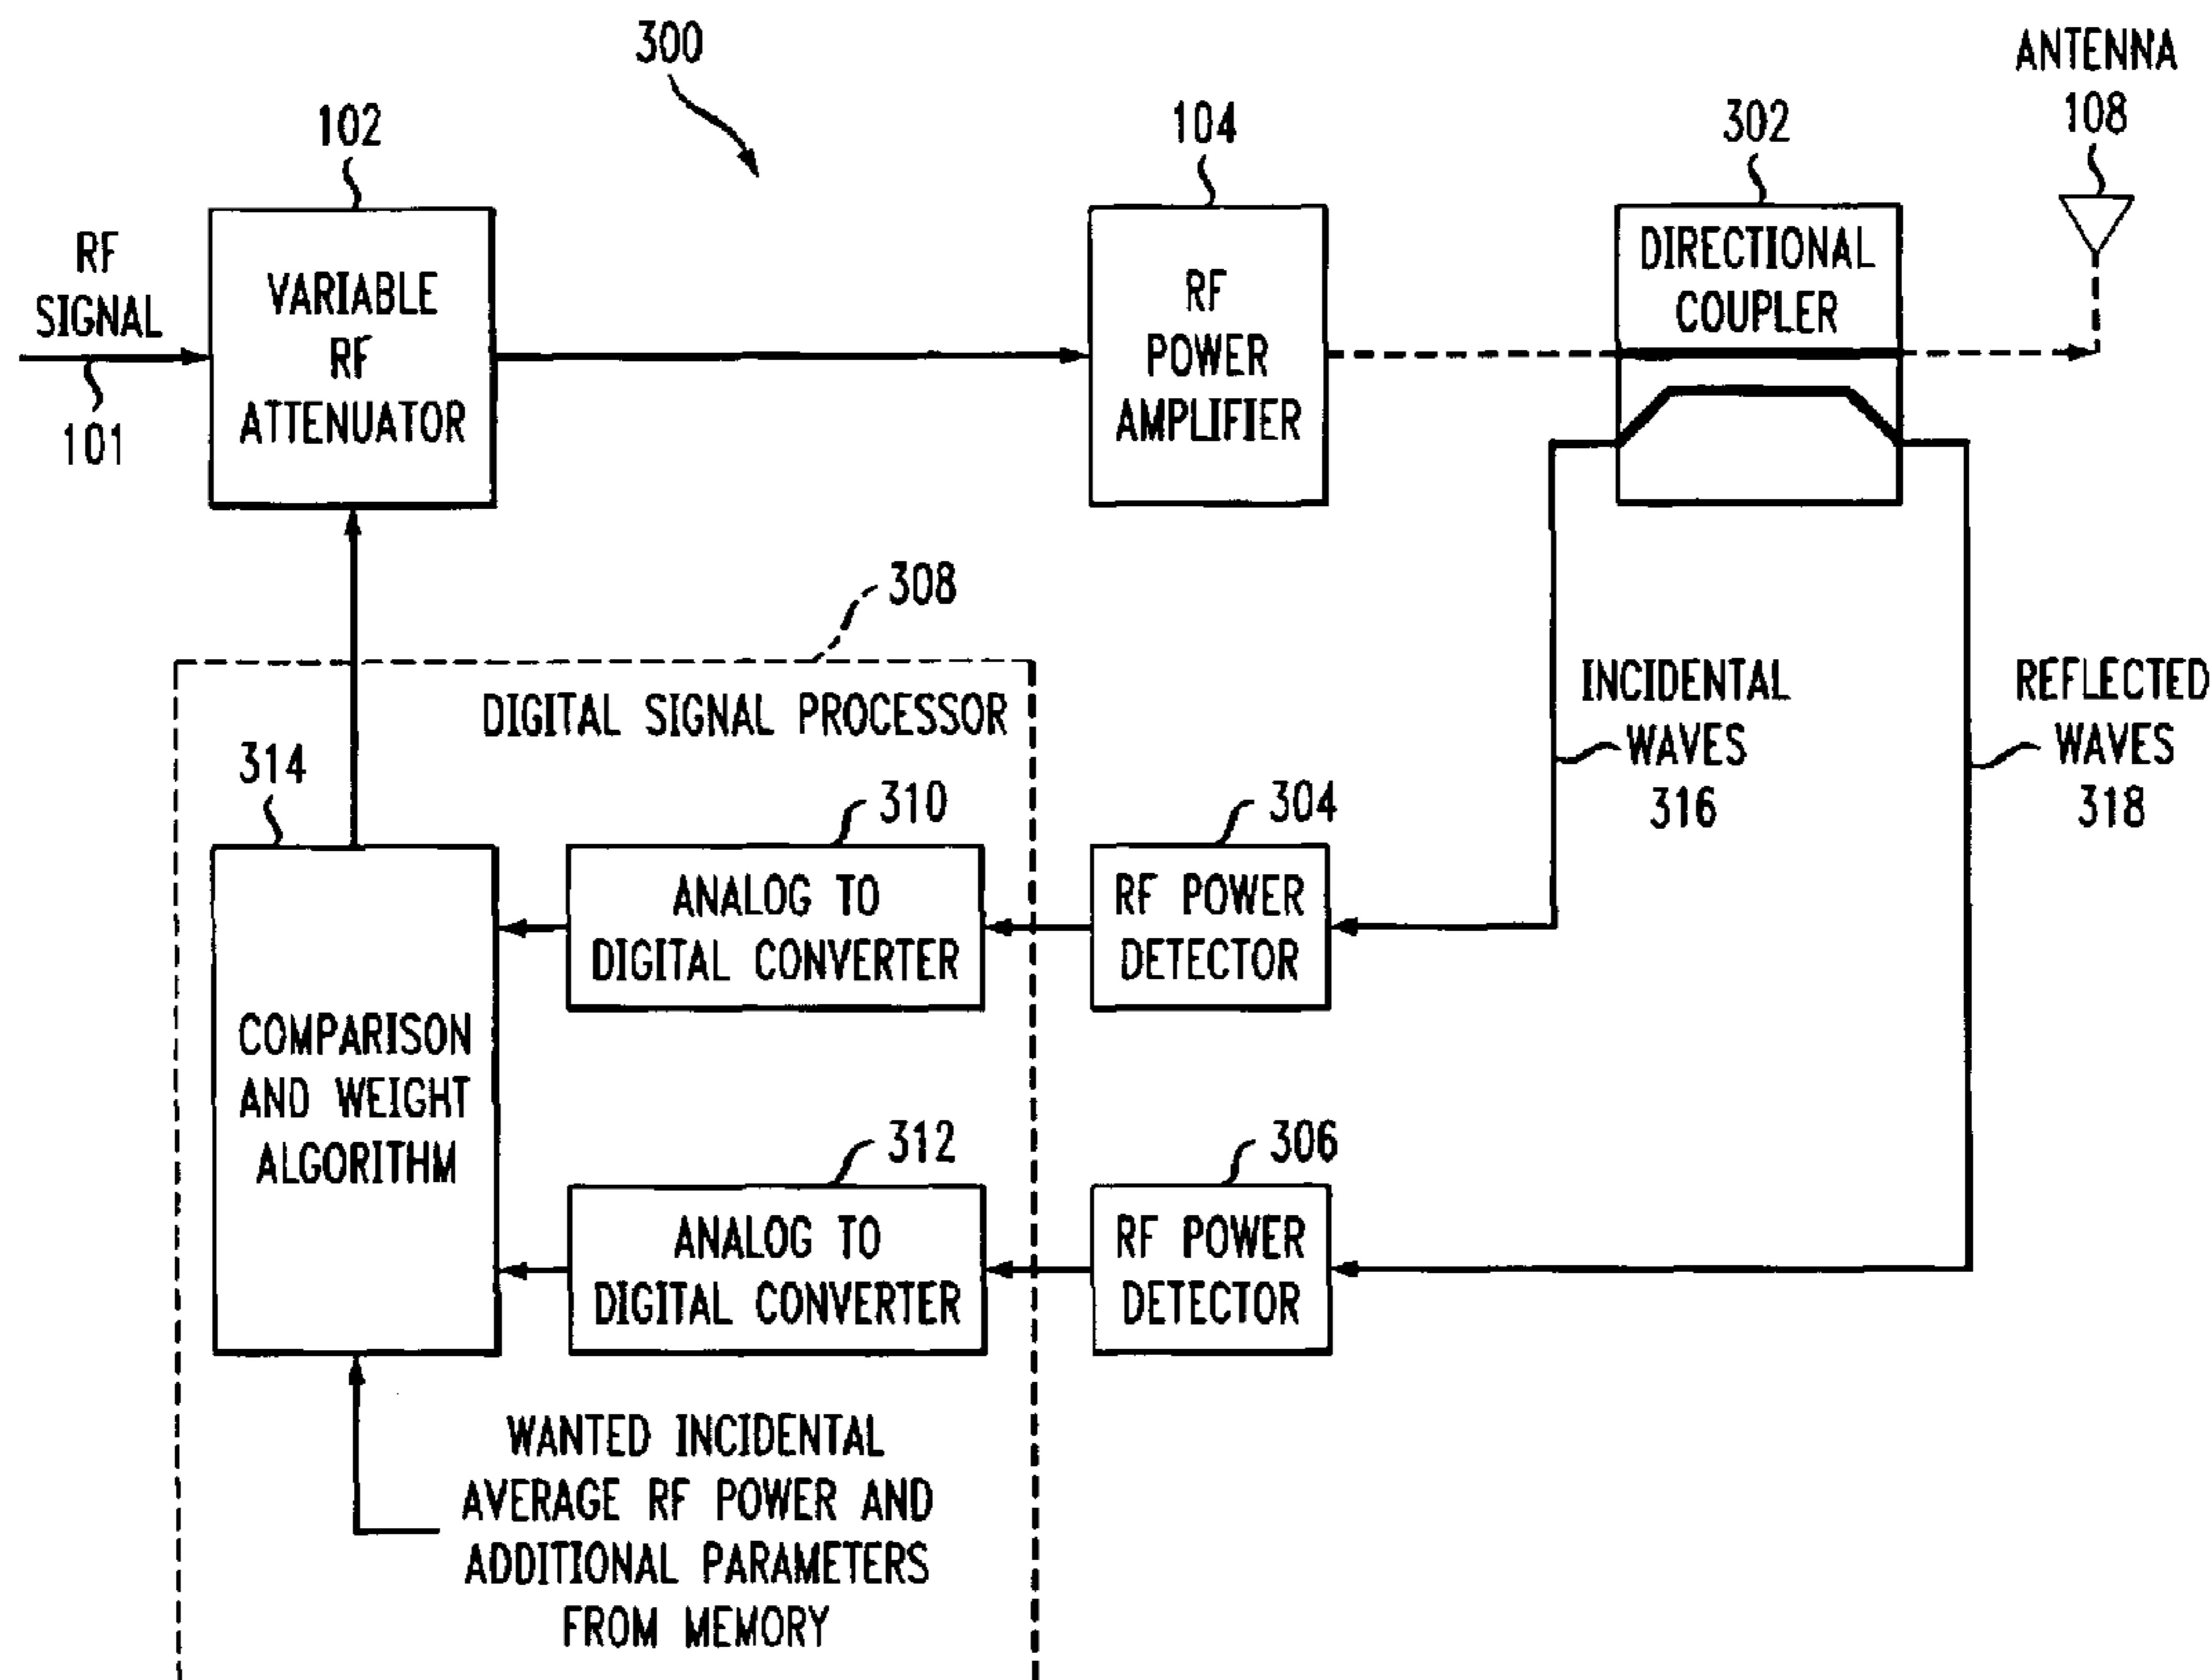 300
ANTENNA
108
102
104
302
RF
SIGNAL
101
VARIABLE
RF
ATTENUATOR
RF
POWER
AMPLIFIER
DIRECTIONAL
COUPLER
308
DIGITAL SIGNAL PROCESSOR
INCIDENTAL
WAVES
316
REFLECTED
WAVES
318
314
310
304
ANALOG TO
DIGITAL CONVERTER
RF POWER
DETECTOR
COMPARISON
AND WEIGHT
ALGORITHM
312
306
ANALOG TO
DIGITAL CONVERTER
RF POWER
DETECTOR
WANTED INCIDENTAL
AVERAGE RF POWER AND
ADDITIONAL PARAMETERS
FROM MEMORY